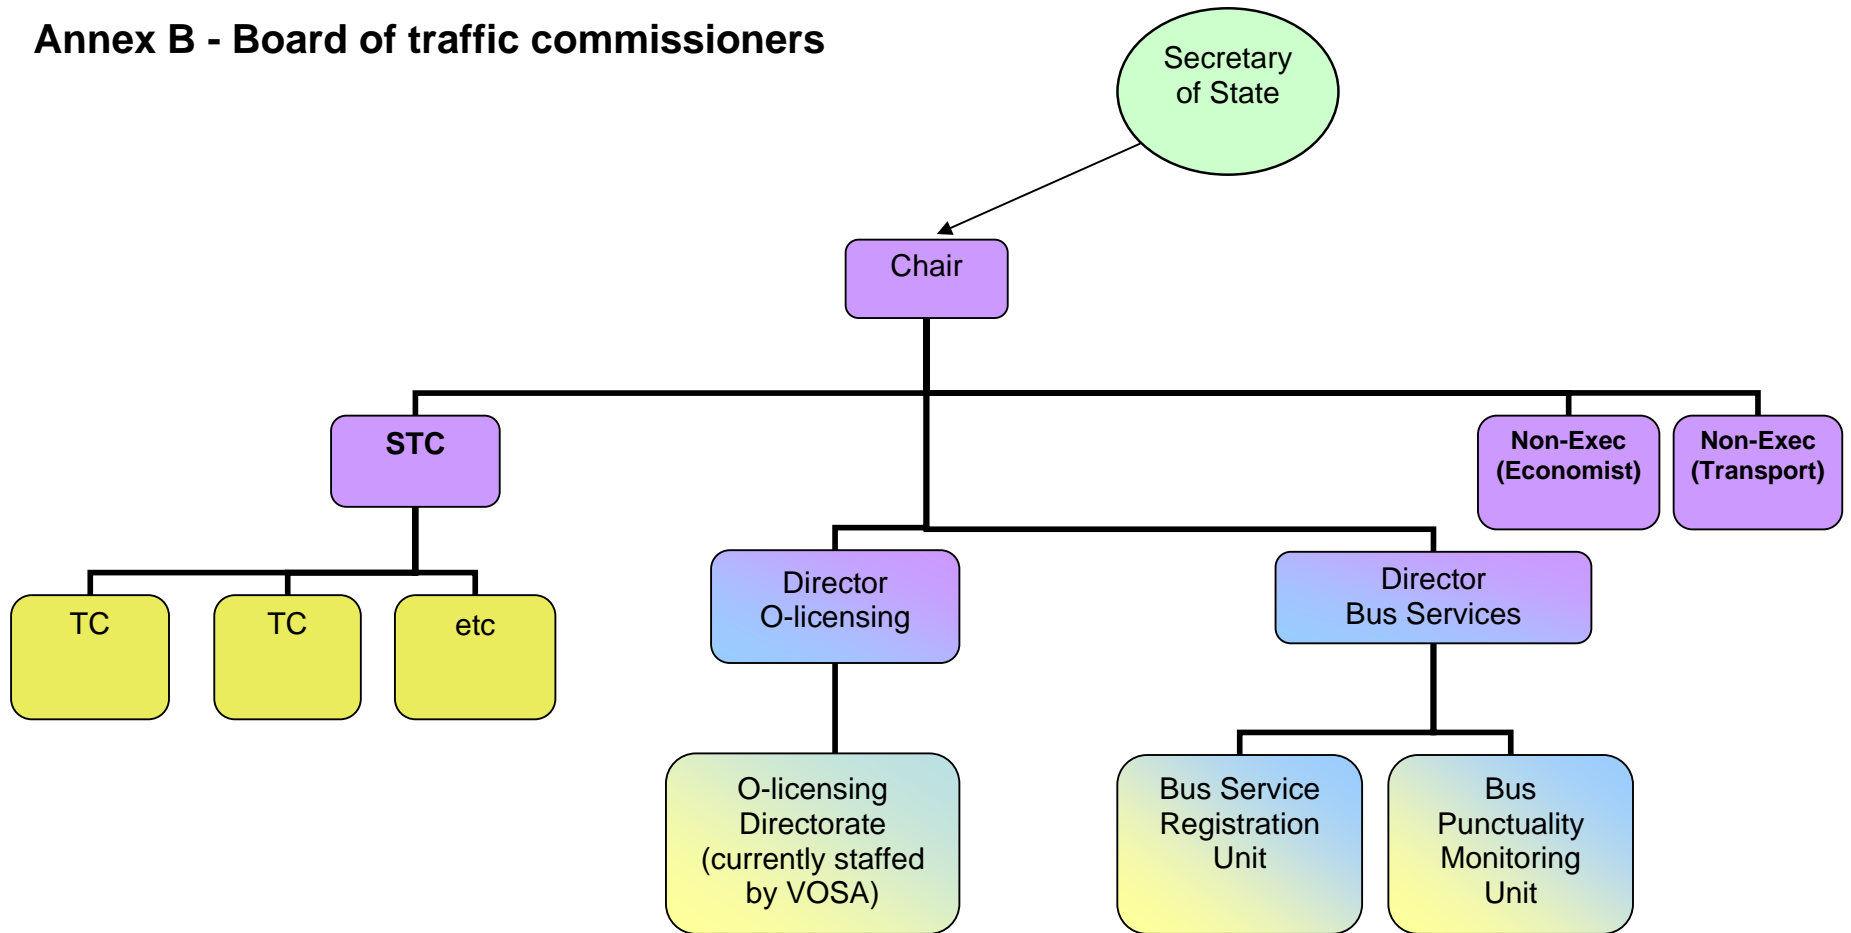 Annex B - Board of traffic commissioners
Secretary
of State
Chair
STC
Non-Exec
(Economist)
Non-Exec
(Transport)
Director
O-licensing
Director
Bus Services
TC
TC
etc
O-licensing
Directorate
(currently staffed
by VOSA)
Bus Service
Registration
Unit
Bus
Punctuality
Monitoring
Unit